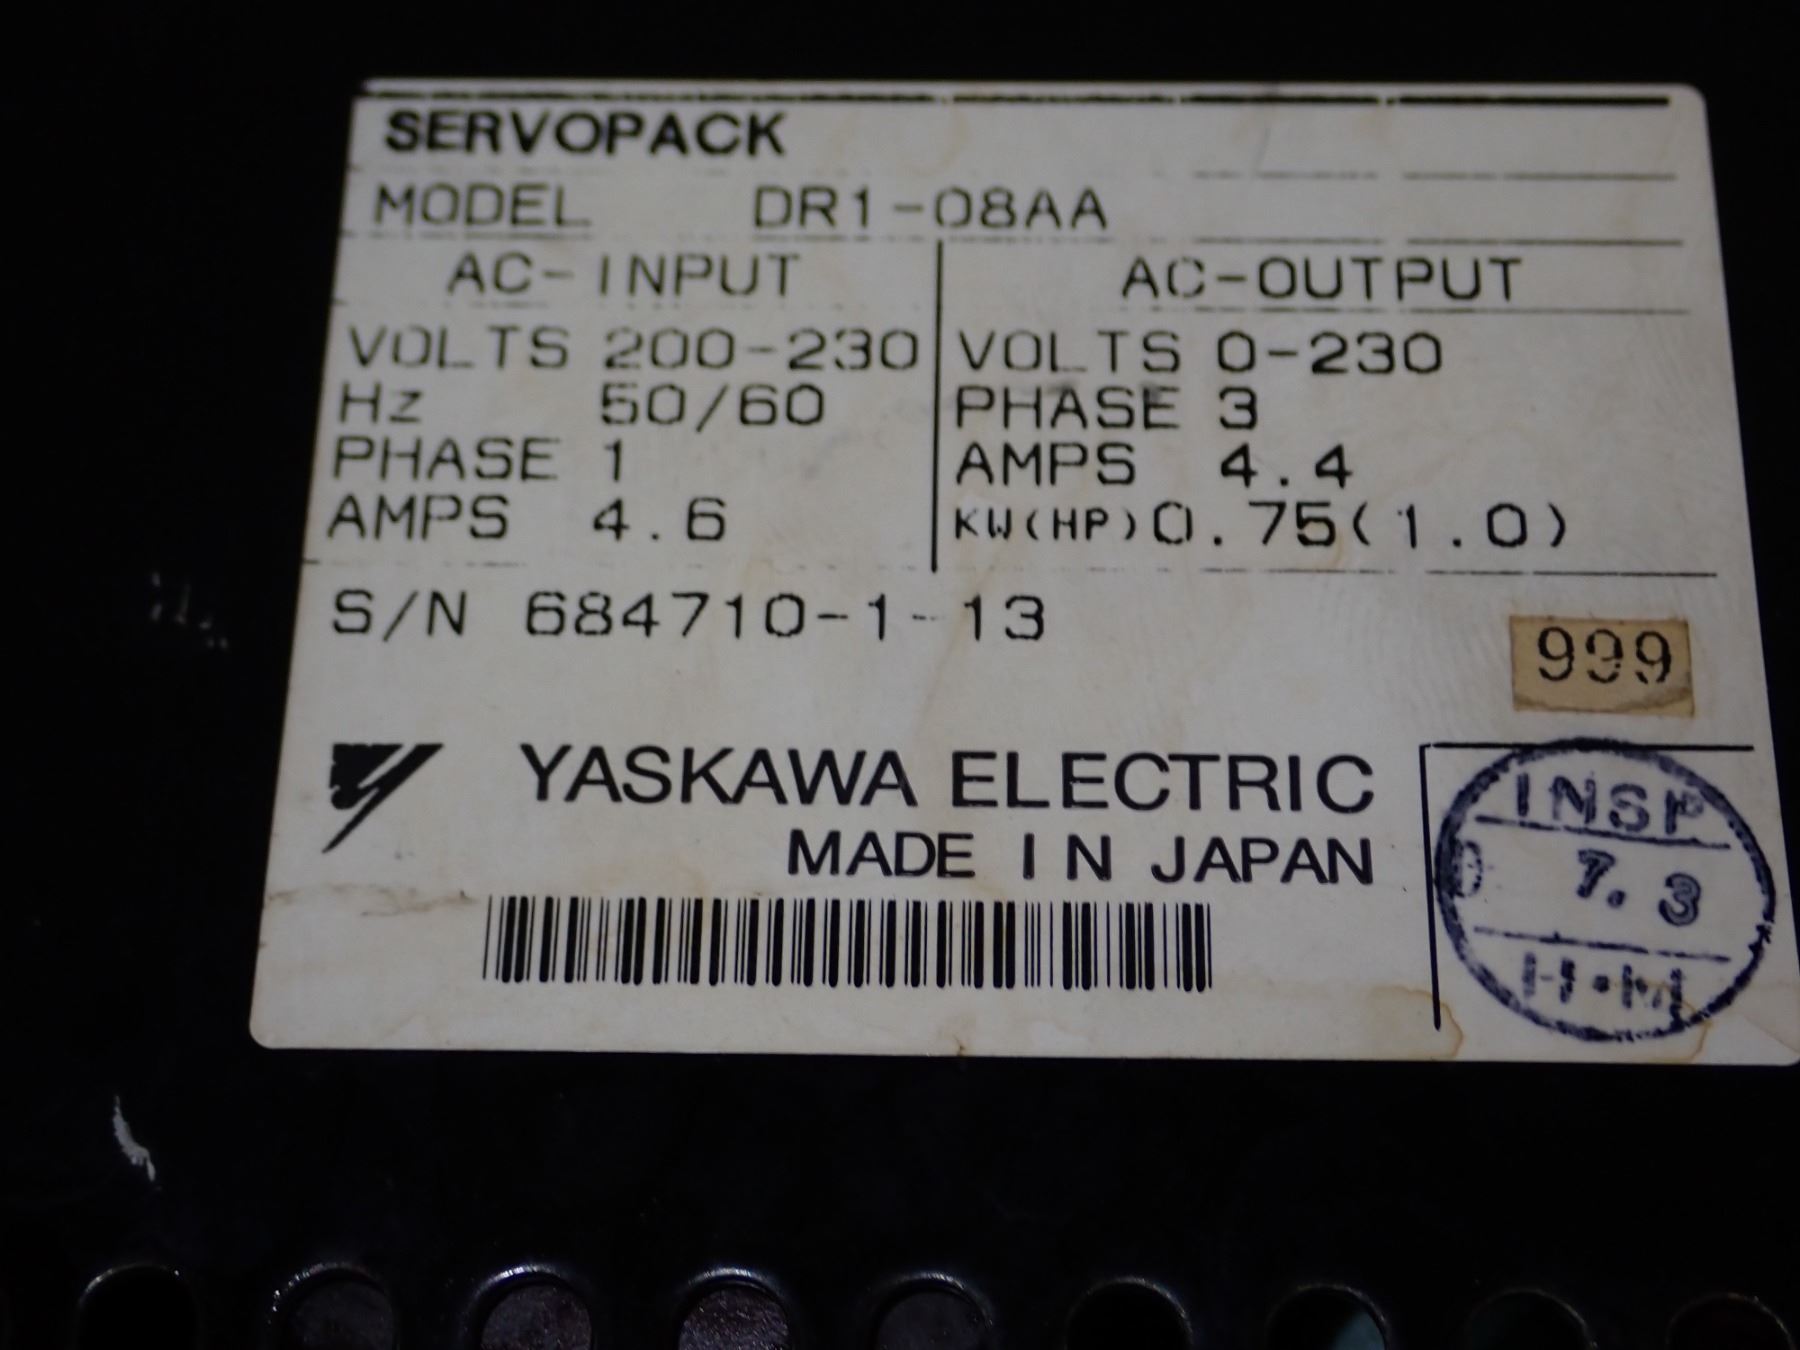 SERVOPACK
MODEL DR1-08AA
AC-INPUT AC-OUTPUT
VOLTS 200-230 VOLTS 0-230
Hz 50/60 PHASE 3
PHASE 1 AMPS 4.4
AMPS 4.6 KW(HP)0.75(1.0)
S/N 684710-1-13
999
YASKAWA ELECTRIC
MADE IN JAPAN
INSP
7. 3